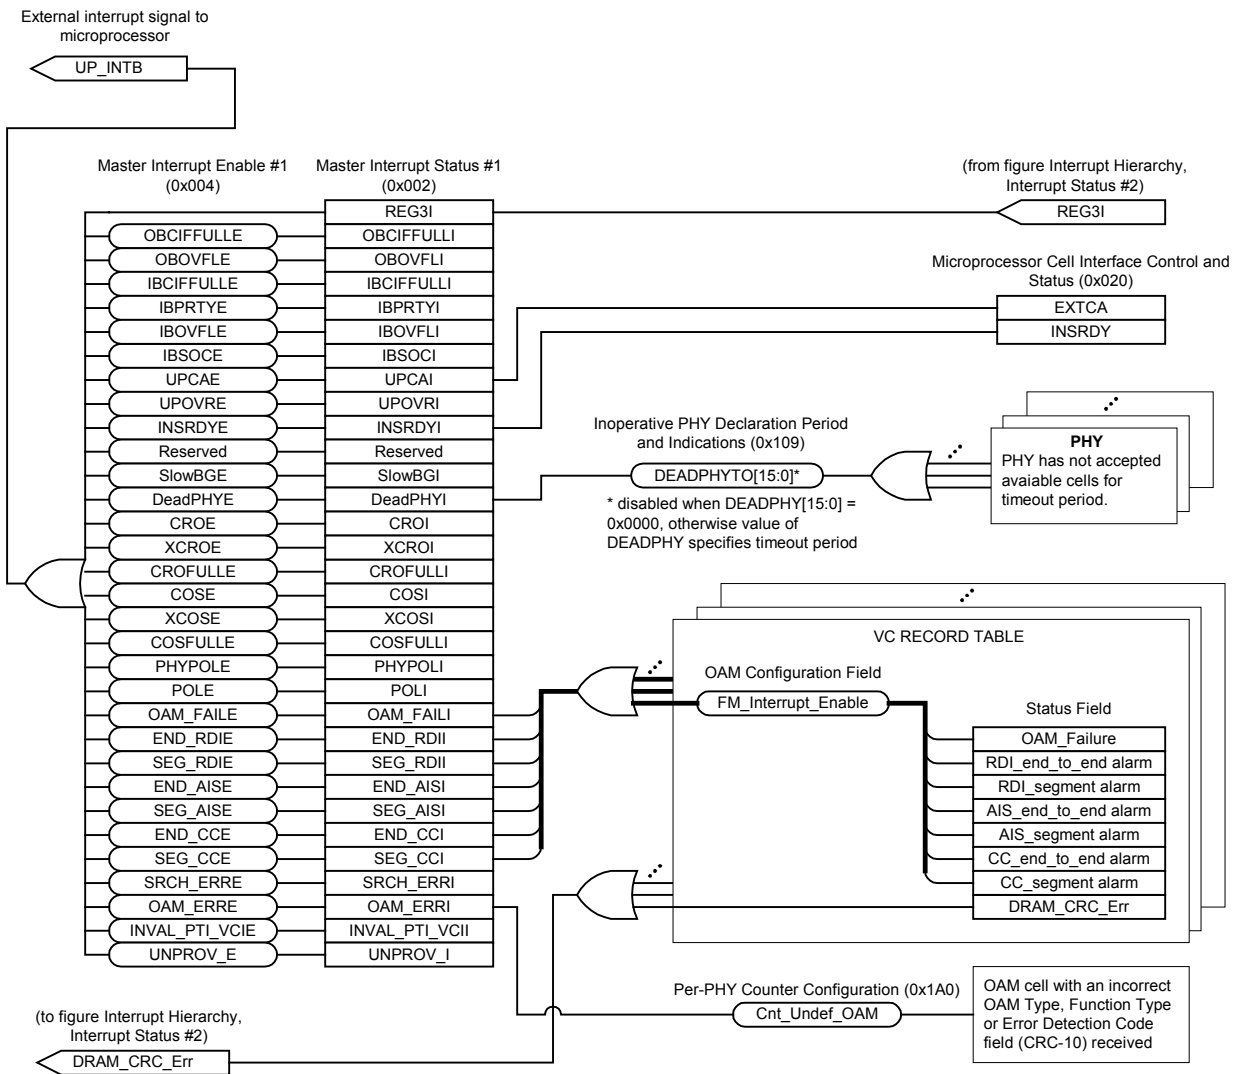 External interrupt signal to
microprocessor
UP_INTB
Master Interrupt Enable #1
(0x004)
Master Interrupt Status #1
(0x002)
(from figure Interrupt Hierarchy,
Interrupt Status #2)
REG3I
REG3I
OBCIFFULLE
OBCIFFULLI
OBOVFLE
OBOVFLI
IBCIFFULLE
IBCIFFULLI
Microprocessor Cell Interface Control and
Status (0x020)
IBPRTYE
IBPRTYI
EXTCA
IBOVFLE
IBOVFLI
INSRDY
IBSOCE
IBSOCI
UPCAE
UPCAI
UPOVRE
UPOVRI
INSRDYE
INSRDYI
Inoperative PHY Declaration Period
and Indications (0x109)
Reserved
Reserved
SlowBGE
SlowBGI
DEADPHYTO[15:0]*
PHY
PHY has not accepted
avaiable cells for
timeout period.
DeadPHYE
DeadPHYI
* disabled when DEADPHY[15:0] =
0x0000, otherwise value of
DEADPHY specifies timeout period
CROE
CROI
XCROE
XCROI
CROFULLE
CROFULLI
COSE
COSI
XCOSE
XCOSI
COSFULLE
COSFULLI
VC RECORD TABLE
PHYPOLE
PHYPOLI
OAM Configuration Field
POLE
POLI
FM_Interrupt_Enable
Status Field
OAM_FAILE
OAM_FAILI
END_RDIE
END_RDII
OAM_Failure
SEG_RDIE
SEG_RDII
RDI_end_to_end alarm
END_AISE
END_AISI
RDI_segment alarm
SEG_AISE
SEG_AISI
AIS_end_to_end alarm
END_CCE
END_CCI
AIS_segment alarm
SEG_CCE
SEG_CCI
CC_end_to_end alarm
SRCH_ERRE
SRCH_ERRI
CC_segment alarm
OAM_ERRE
OAM_ERRI
DRAM_CRC_Err
INVAL_PTI_VCIE
INVAL_PTI_VCII
UNPROV_E
UNPROV_I
Per-PHY Counter Configuration (0x1A0)
Cnt_Undef_OAM
OAM cell with an incorrect
OAM Type, Function Type
or Error Detection Code
field (CRC-10) received
(to figure Interrupt Hierarchy,
Interrupt Status #2)
DRAM_CRC_Err